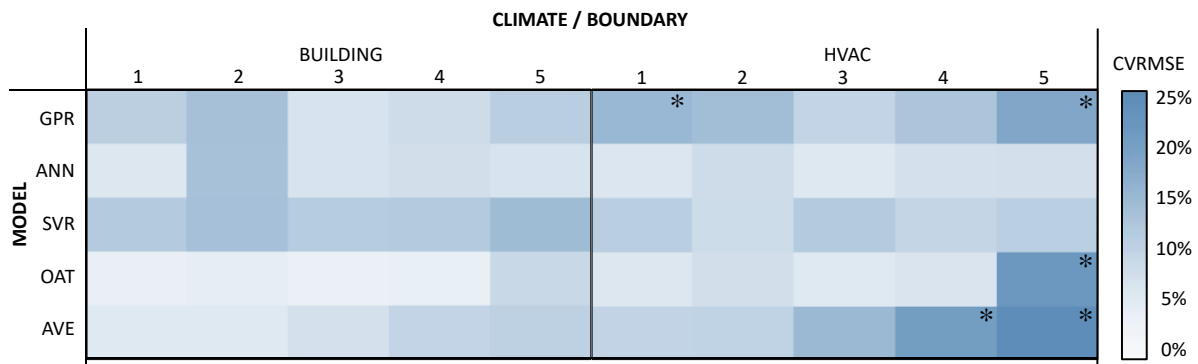 CLIMATE / BOUNDARY
BUILDING HVAC CVRMSE
1 2 3 4 5 1 2 3 4 5
MODEL
GPR * * 25%
ANN 20%
SVR 15%
10%
OAT * 5%
AVE * * 0%